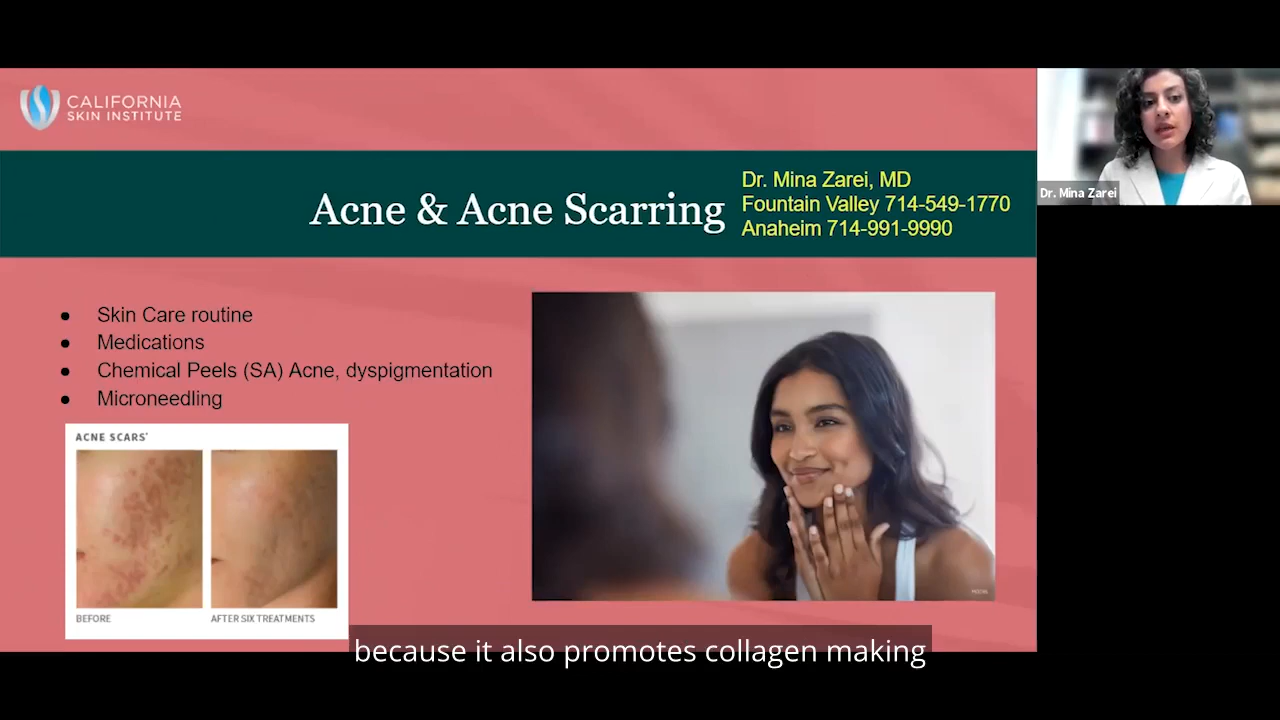 CALIFORNIA
SKIN INSTITUTE
Acne & Acne Scarring
Dr. Mina Zarei, MD
Fountain Valley 714-549-1770
Anaheim 714-991-9990
Dr. Mina Zarei
● Skin Care routine
● Medications
● Chemical Peels (SA) Acne, dyspigmentation
● Microneedling
ACNE SCARS*
BEFORE
AFTER SIX TREATMENTS
because it also promotes collagen making